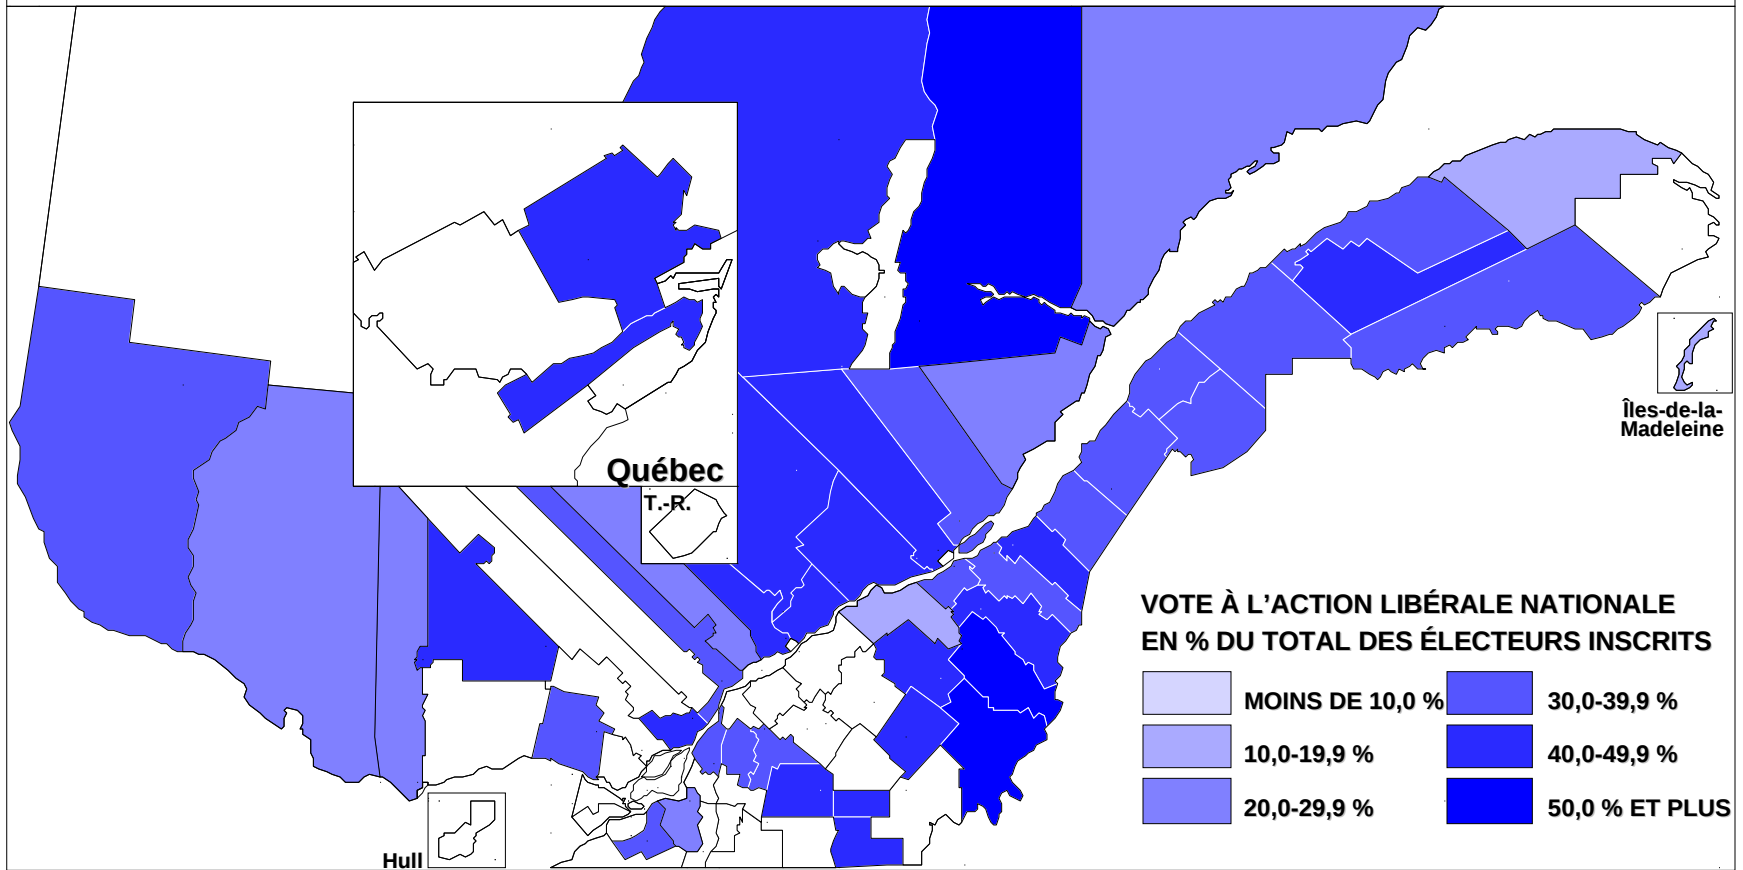 Québec
T.-R.
Îles-de-la-
Madeleine
Hull
VOTE À L'ACTION LIBÉRALE NATIONALE
EN % DU TOTAL DES ÉLECTEURS INSCRITS
MOINS DE 10,0 %
10,0-19,9 %
20,0-29,9 %
30,0-39,9 %
40,0-49,9 %
50,0 % ET PLUS